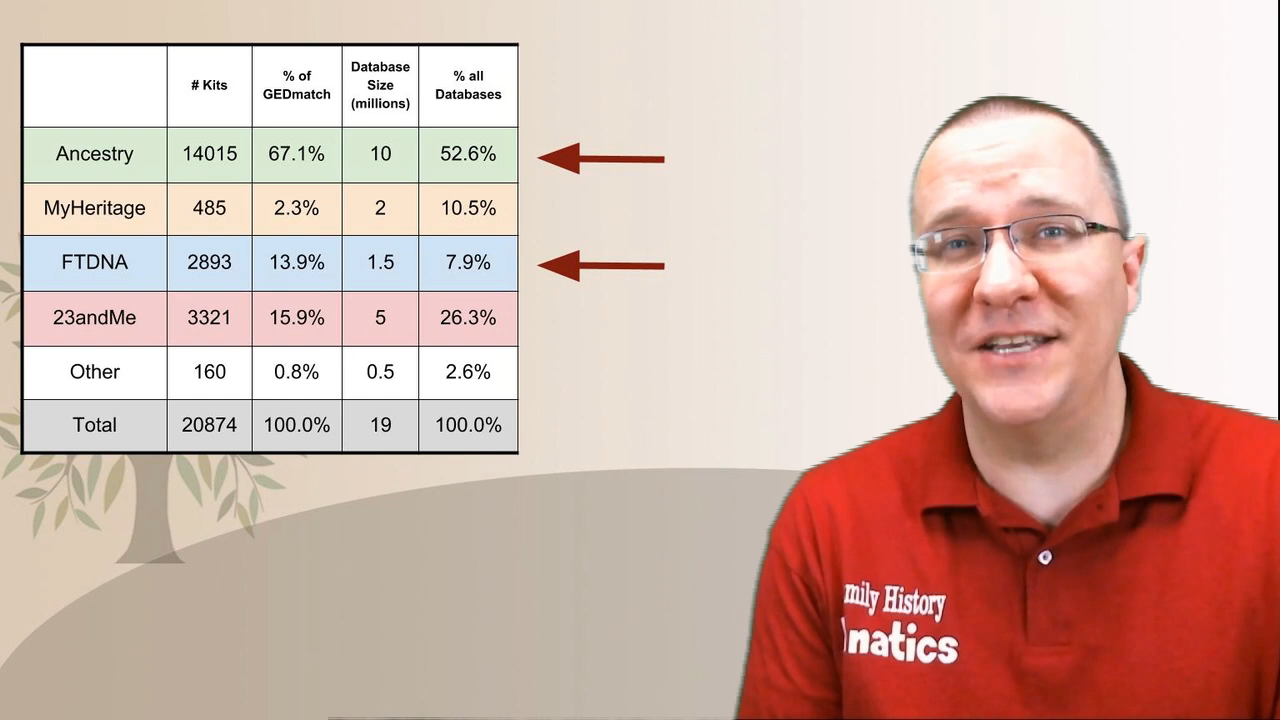 # Kits
% of
GEDmatch
Database
Size
(millions)
% all
Databases
Ancestry 14015 67.1% 10 52.6%
MyHeritage 485 2.3% 2 10.5%
FTDNA 2893 13.9% 1.5 7.9%
23andMe 3321 15.9% 5 26.3%
Other 160 0.8% 0.5 2.6%
Total 20874 100.0% 19 100.0%
mily History
natics